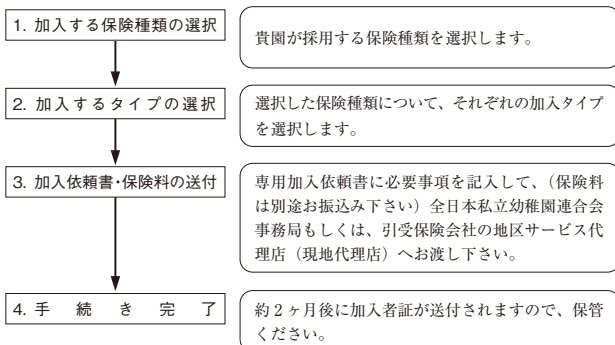 1. 加入する保険種類の選択
貴園が採用する保険種類を選択します。
2. 加入するタイプの選択
選択した保険種類について、それぞれの加入タイプ
を選択します。
3. 加入依頼書・保険料の送付
専用加入依頼書に必要事項を記入して、（保険料
は別途お振込み下さい）全日本私立幼稚園連合会
事務局もしくは、引受保険会社の地区サービス代
理店（現地代理店）へお渡し下さい。
4. 手続き完了
約２ヶ月後に加入者証が送付されますので、保管
ください。